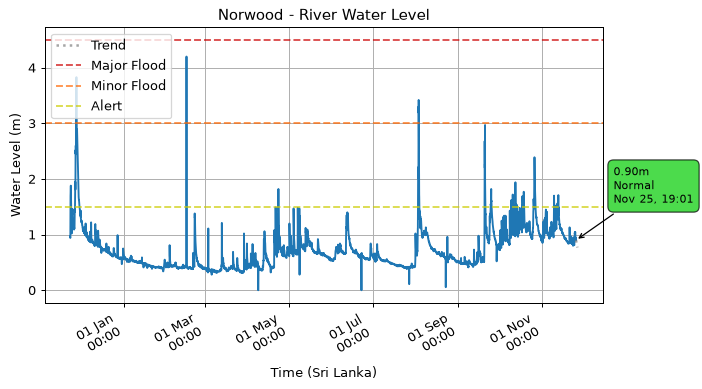 Norwood - River Water Level
Trend
Major Flood
Minor Flood
Alert
Water Level (m)
4
3
2
1
0
0.90m
Normal
Nov 25, 19:01
01 Jan
00:00
01 Mar
00:00
01 May
00:00
01 Jul
00:00
01 Sep
00:00
01 Nov
00:00
Time (Sri Lanka)